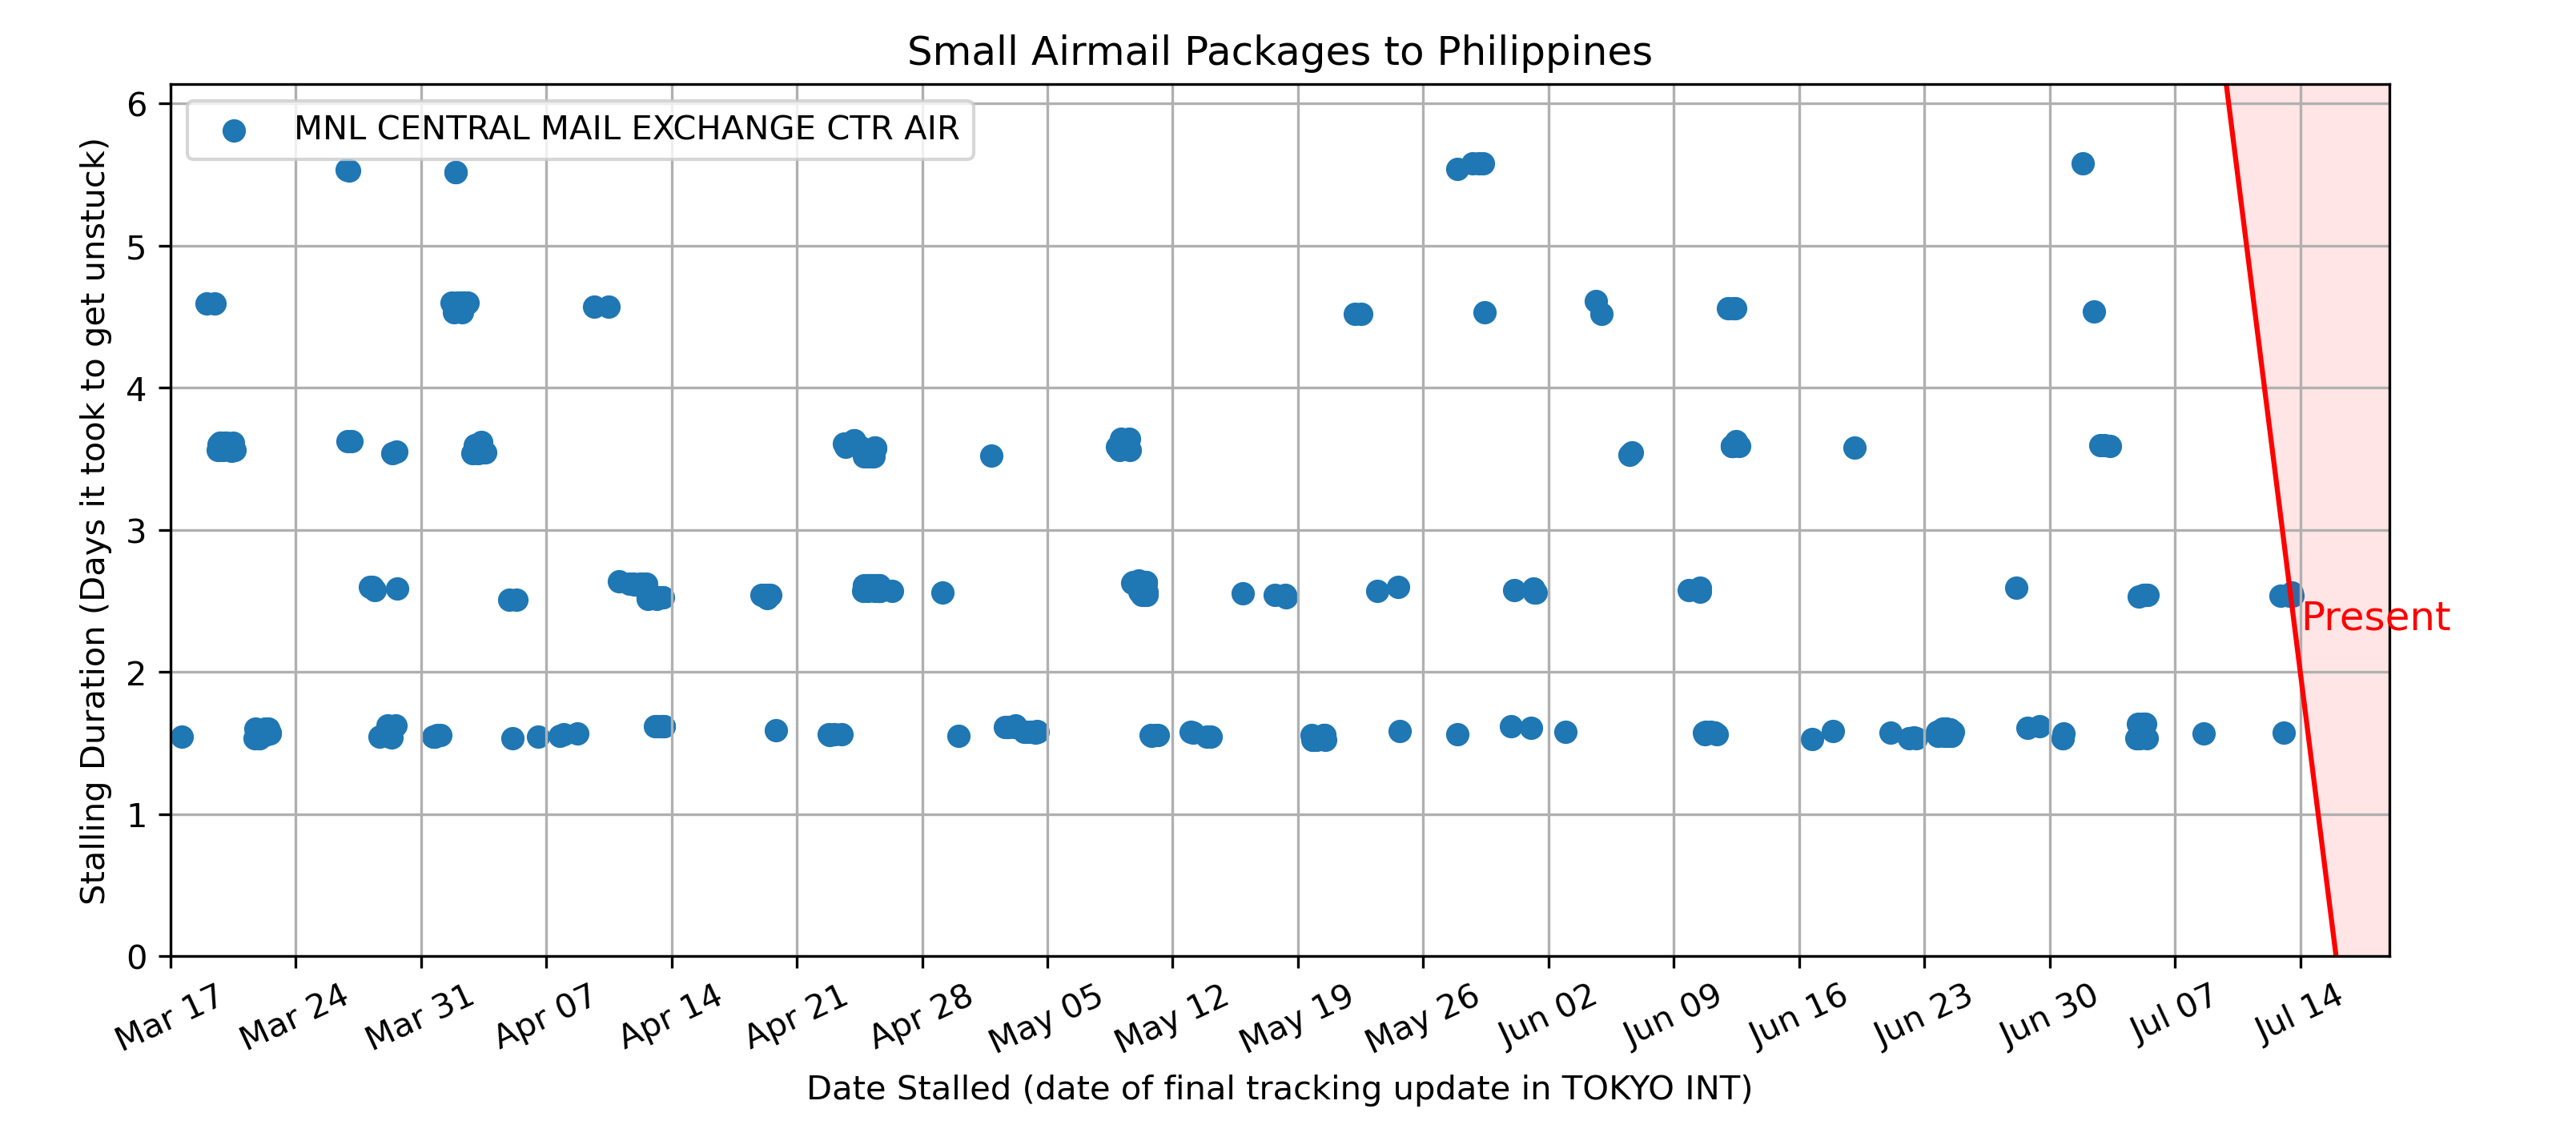 Small Airmail Packages to Philippines
MNL CENTRAL MAIL EXCHANGE CTR AIR
Stalling Duration (Days it took to get unstuck)
6
5
4
3
2
1
0
Present
Mar 17 Mar 24 Mar 31 Apr 07 Apr 14 Apr 21 Apr 28 May 05 May 12 May 19 May 26 Jun 02 Jun 09 Jun 16 Jun 23 Jun 30 Jul 07 Jul 14
Date Stalled (date of final tracking update in TOKYO INT)